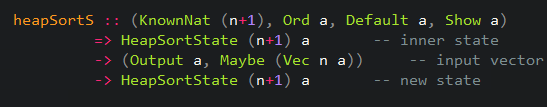 heapSortS :: (KnownNat (n+1), Ord a, Default a, Show a)
=> HeapSortState (n+1) a -- inner state
-> (Output a, Maybe (Vec n a)) -- input vector
-> HeapSortState (n+1) a -- new state